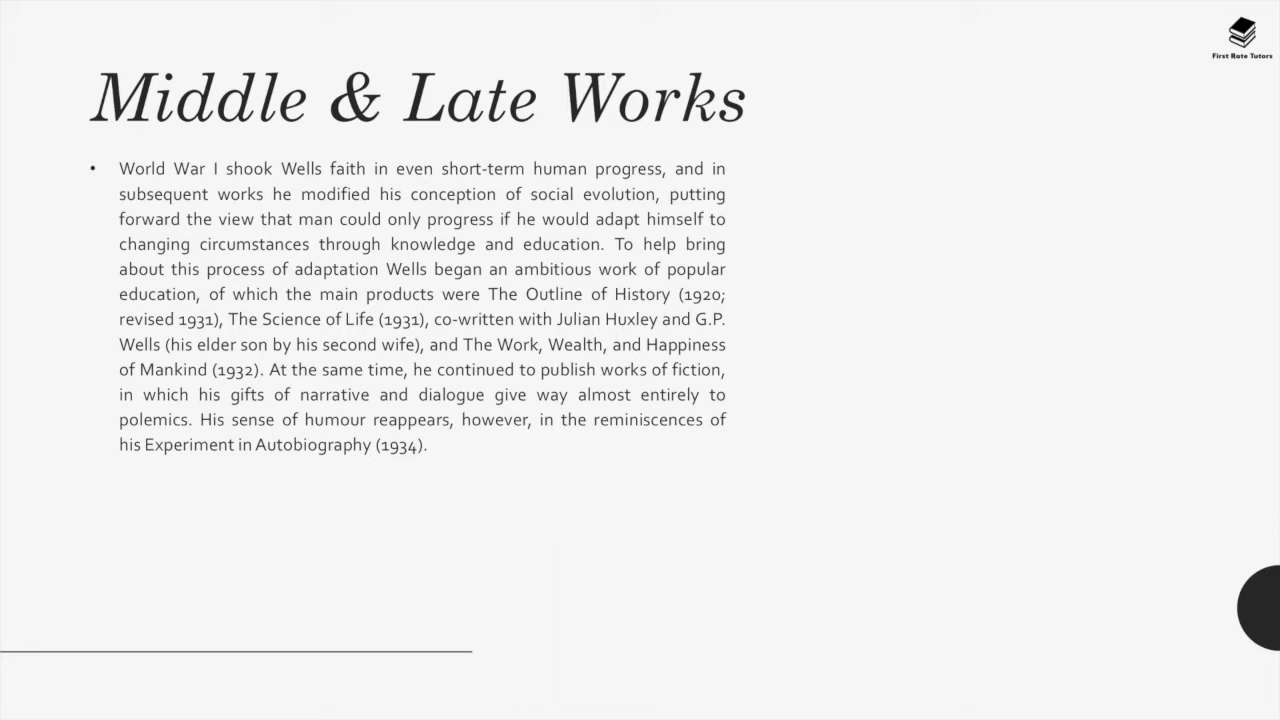 First Rate Tutors
Middle & Late Works
• World War I shook Wells faith in even short-term human progress, and in
subsequent works he modified his conception of social evolution, putting
forward the view that man could only progress if he would adapt himself to
changing circumstances through knowledge and education. To help bring
about this process of adaptation Wells began an ambitious work of popular
education, of which the main products were The Outline of History (1920;
revised 1931), The Science of Life (1931), co-written with Julian Huxley and G.P.
Wells (his elder son by his second wife), and The Work, Wealth, and Happiness
of Mankind (1932). At the same time, he continued to publish works of fiction,
in which his gifts of narrative and dialogue give way almost entirely to
polemics. His sense of humour reappears, however, in the reminiscences of
his Experiment in Autobiography (1934).